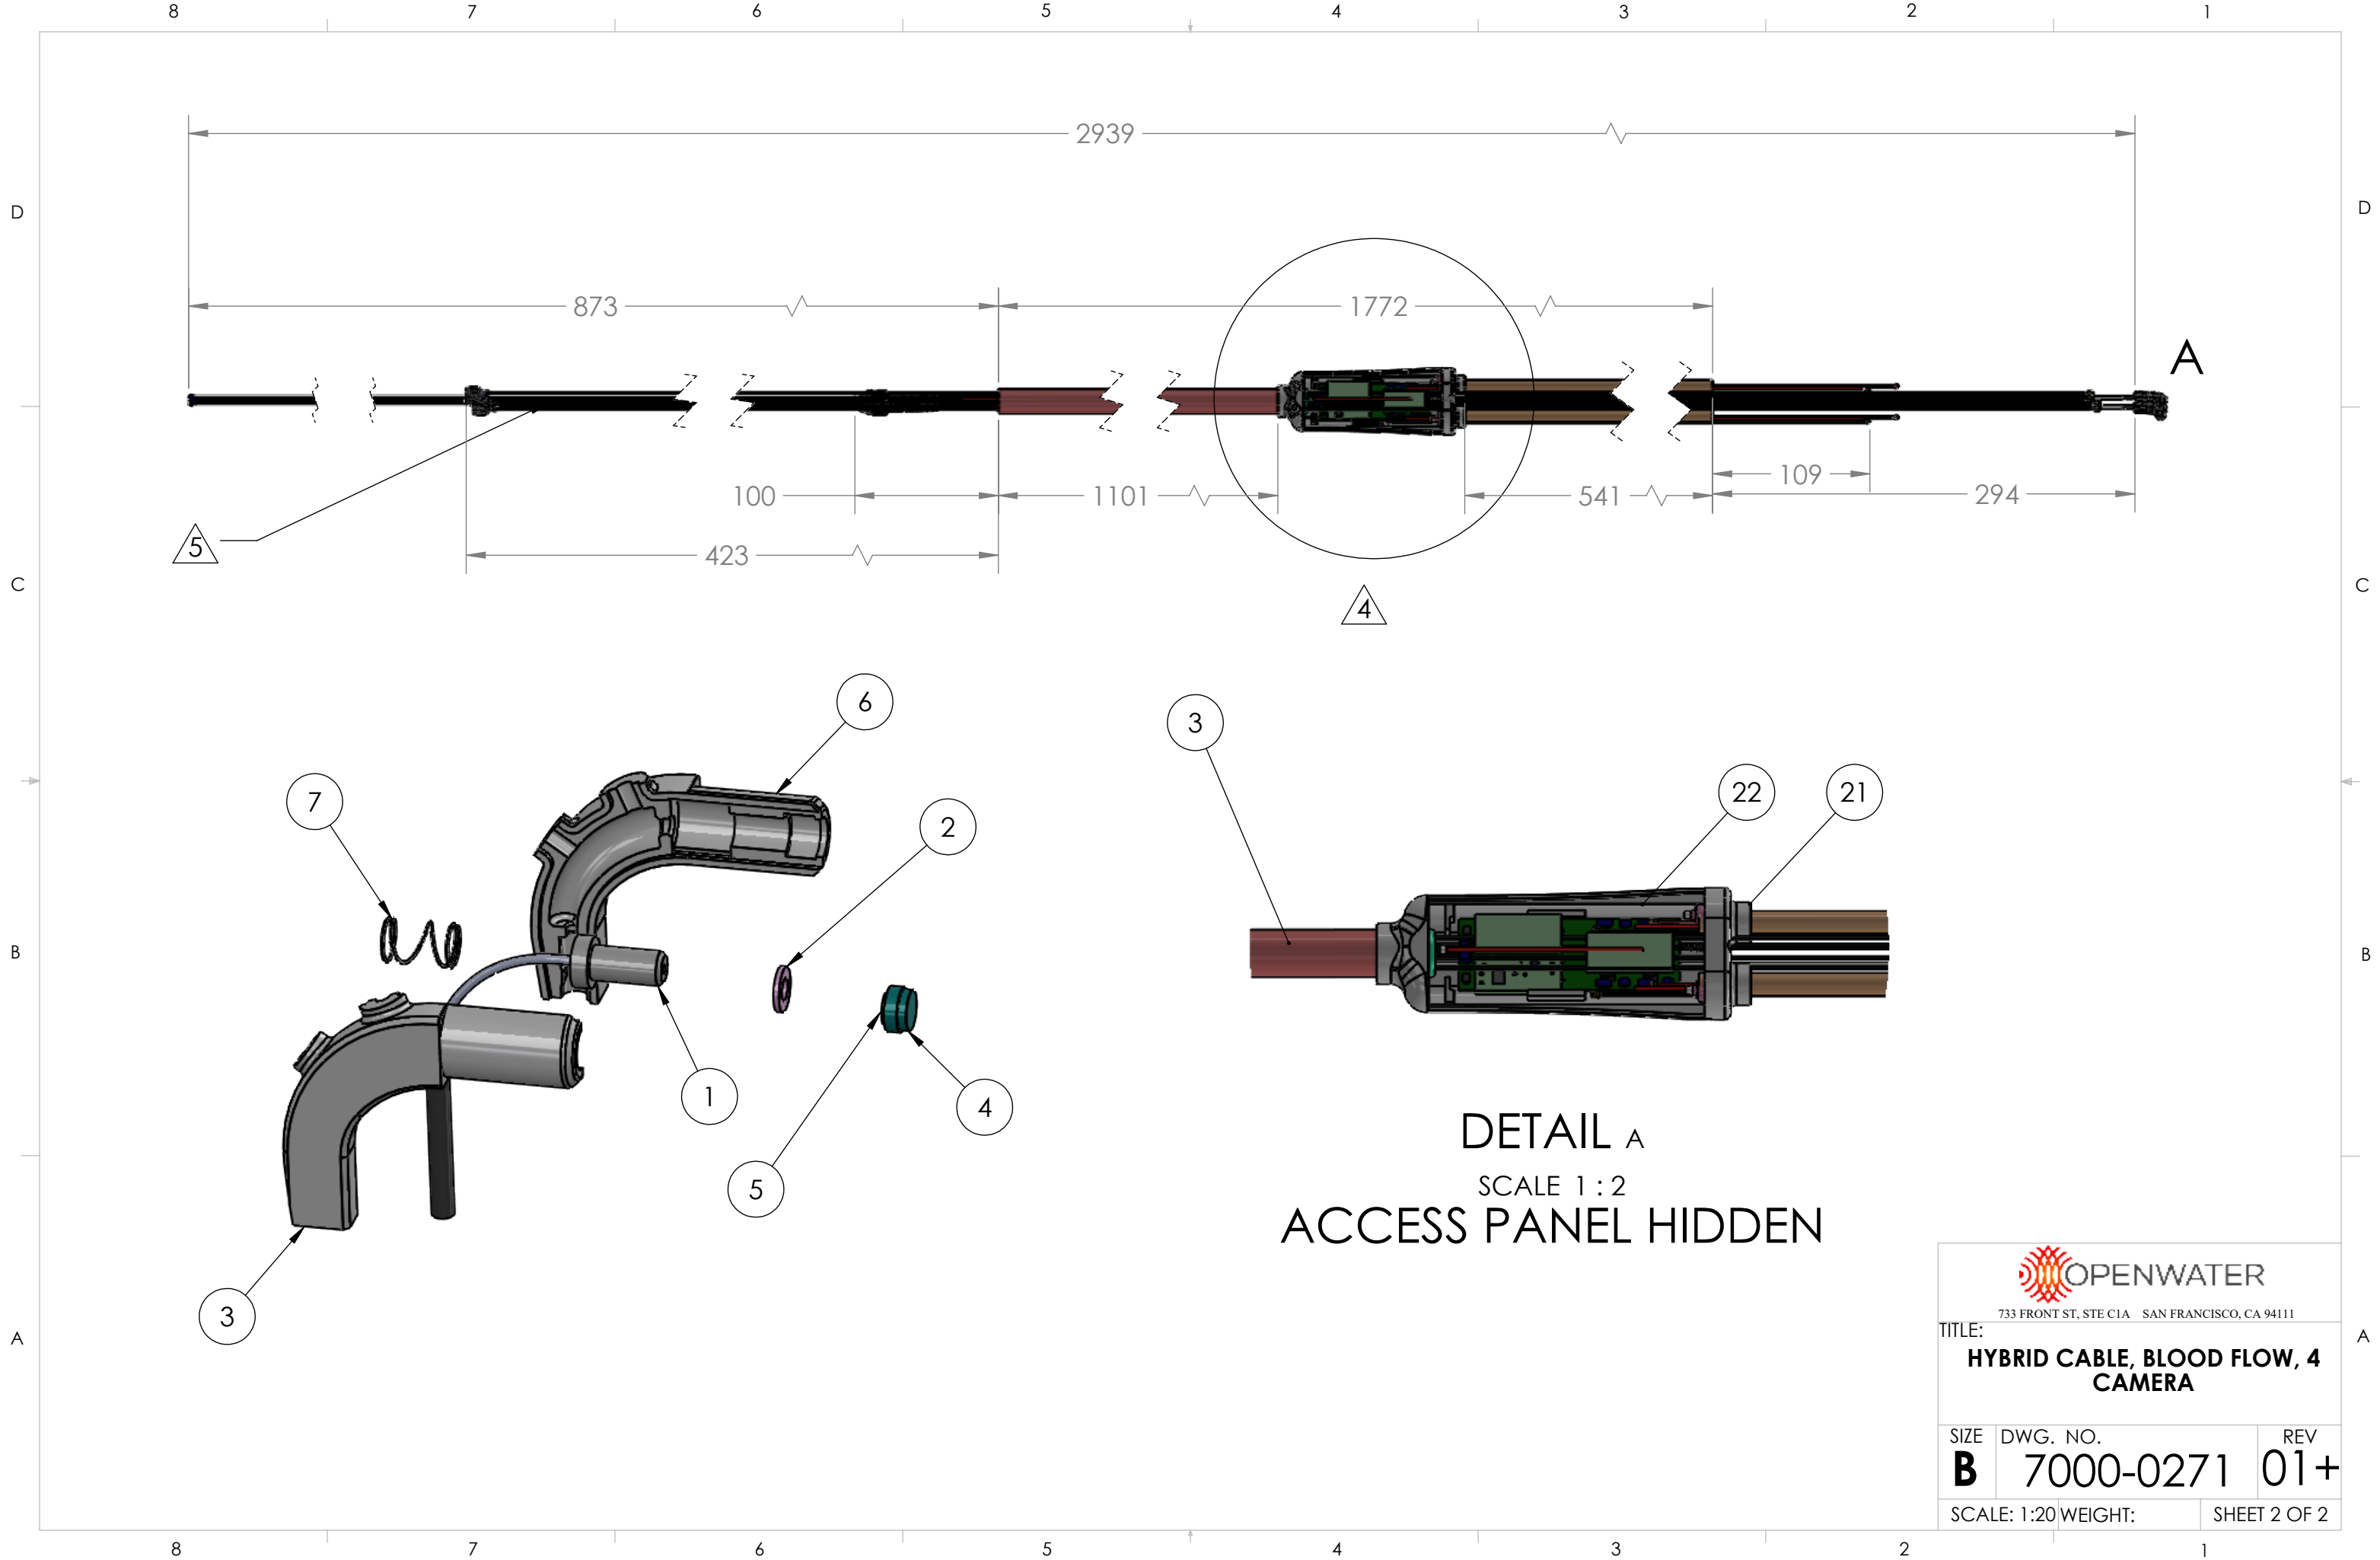 8 7 6 5 4 3 2 1
2939
D D
873 1772
A
109
100 1101 541 294
5
423
C C
4
6
3
7 22 21
2
B B
1
4
5
DETAIL A
SCALE 1 : 2
ACCESS PANEL HIDDEN
3
OPENWATER
733 FRONT ST, STE C1A SAN FRANCISCO, CA 94111
A A
TITLE:
HYBRID CABLE, BLOOD FLOW, 4
CAMERA
SIZE DWG. NO. REV
B 7000-0271 01+
SCALE: 1:20 WEIGHT: SHEET 2 OF 2
8 7 6 5 4 3 2 1